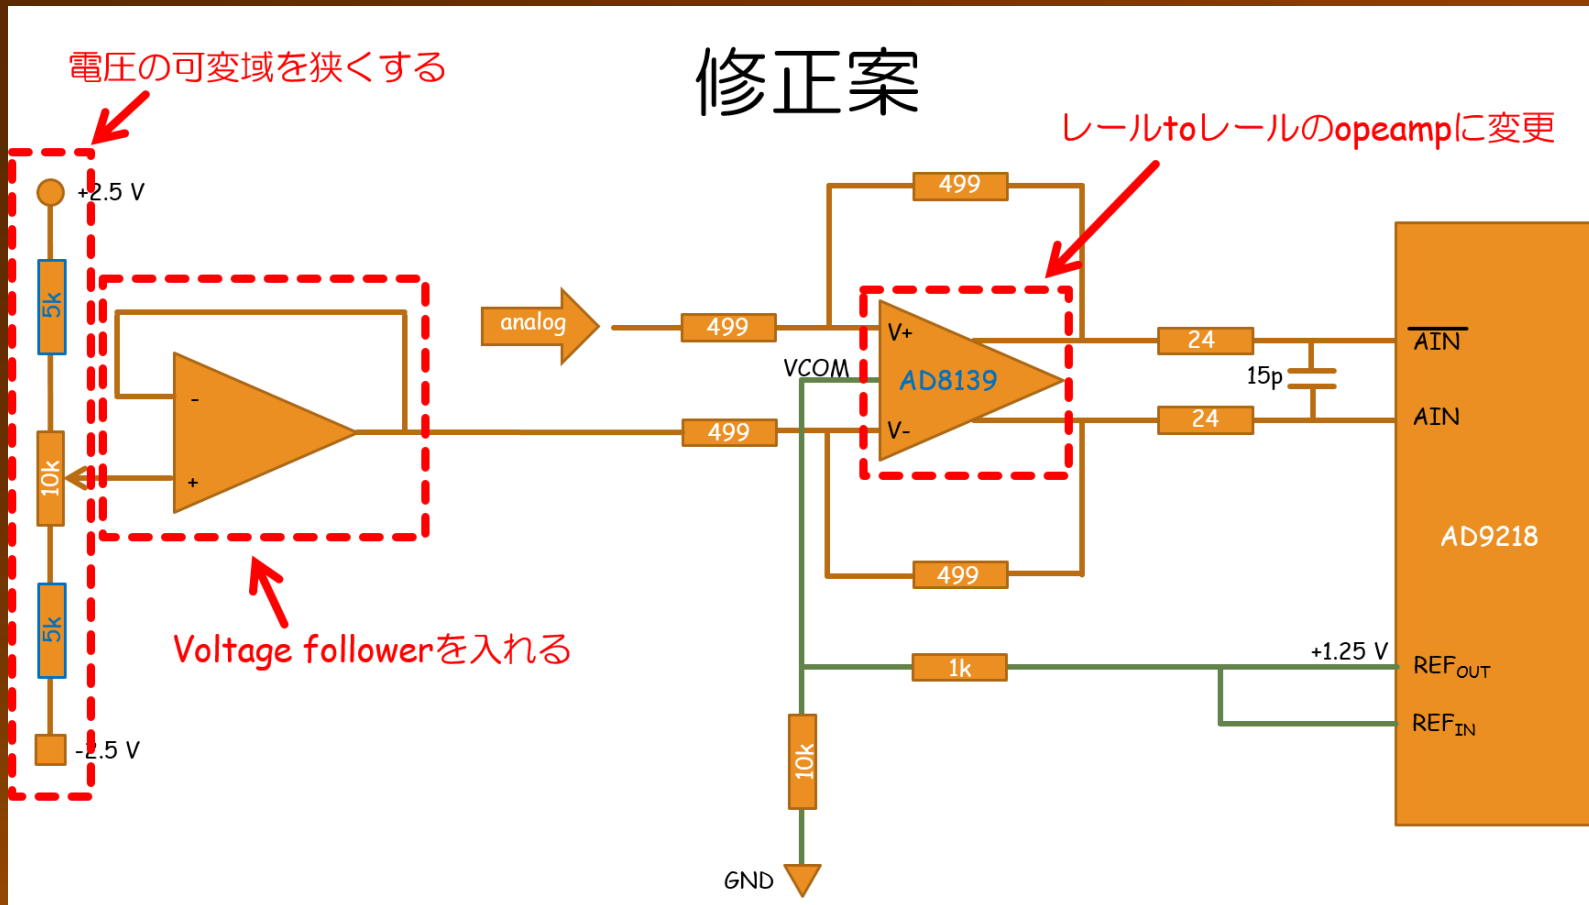 電圧の可変域を狭くする
修正案
レールtoレールのopeampに変更
+2.5 V
5k
10k
5k
-2.5 V
-
+
Voltage followerを入れる
analog
499
499
V+
VCOM
AD8139
V-
499
499
24
15p
24
AIN
AIN
AD9218
+1.25 V
REFOUT
REFIN
1k
10k
GND